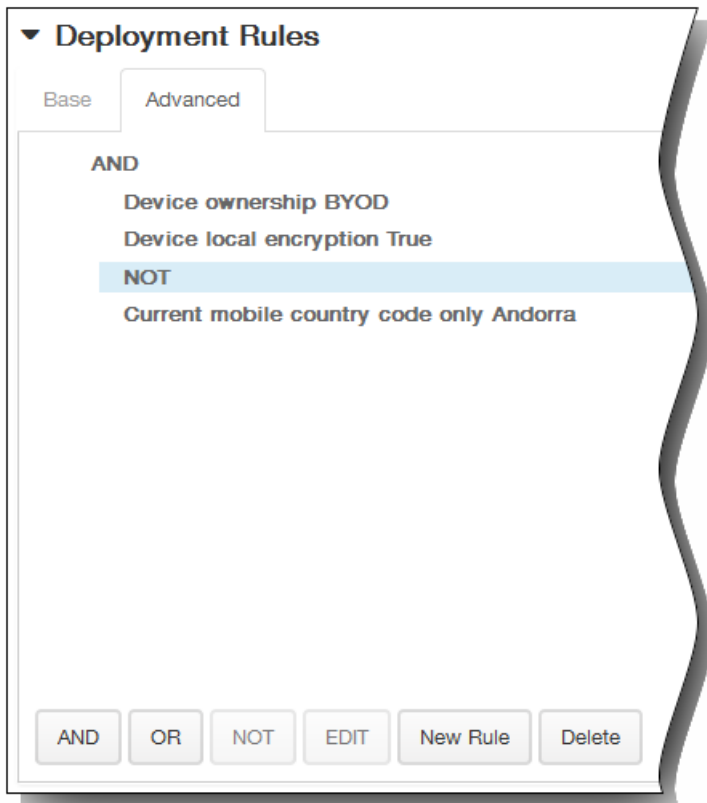 Deployment Rules
Base Advanced
AND
Device ownership BYOD
Device local encryption True
NOT
Current mobile country code only Andorra
AND OR NOT EDIT New Rule Delete